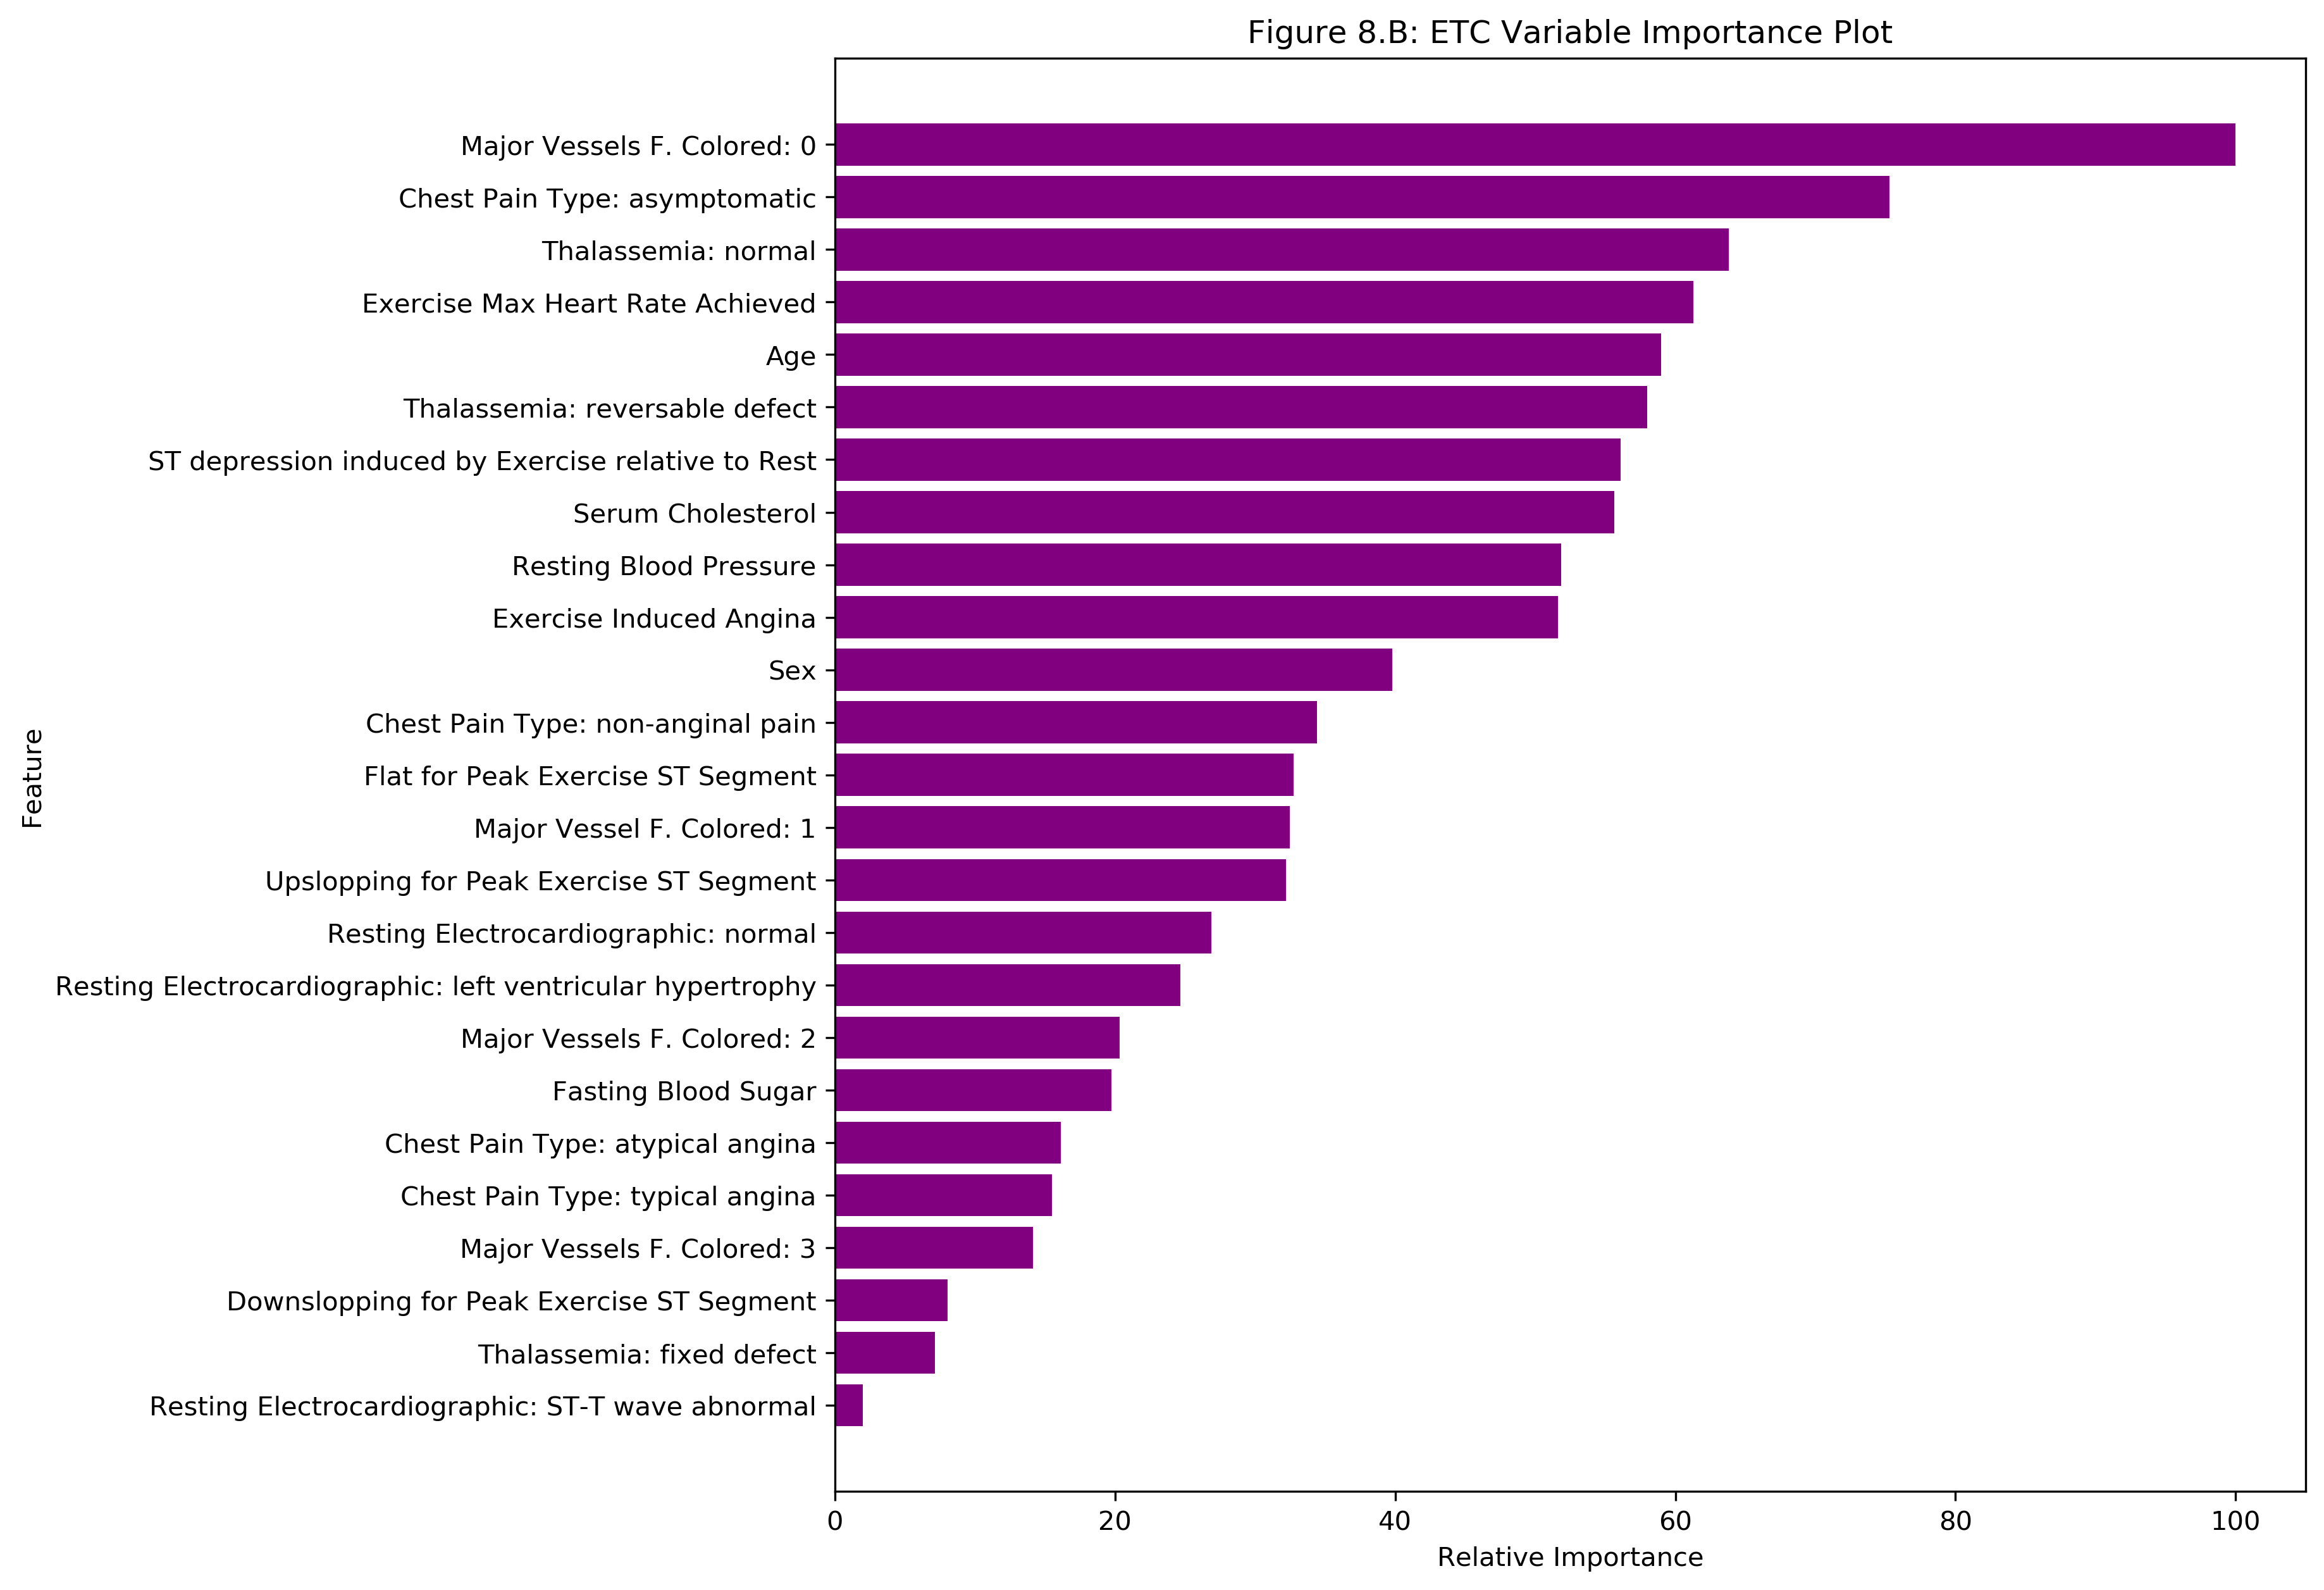 Figure 8.B: ETC Variable Importance Plot
Major Vessels F. Colored: 0
Chest Pain Type: asymptomatic
Thalassemia: normal
Exercise Max Heart Rate Achieved
Age
Thalassemia: reversable defect
ST depression induced by Exercise relative to Rest
Serum Cholesterol
Resting Blood Pressure
Exercise Induced Angina
Sex
Chest Pain Type: non-anginal pain
Flat for Peak Exercise ST Segment
Major Vessel F. Colored: 1
Upslopping for Peak Exercise ST Segment
Resting Electrocardiographic: normal
Resting Electrocardiographic: left ventricular hypertrophy
Major Vessels F. Colored: 2
Fasting Blood Sugar
Chest Pain Type: atypical angina
Chest Pain Type: typical angina
Major Vessels F. Colored: 3
Downslopping for Peak Exercise ST Segment
Thalassemia: fixed defect
Resting Electrocardiographic: ST-T wave abnormal
Feature
0 20 40 60 80 100
Relative Importance